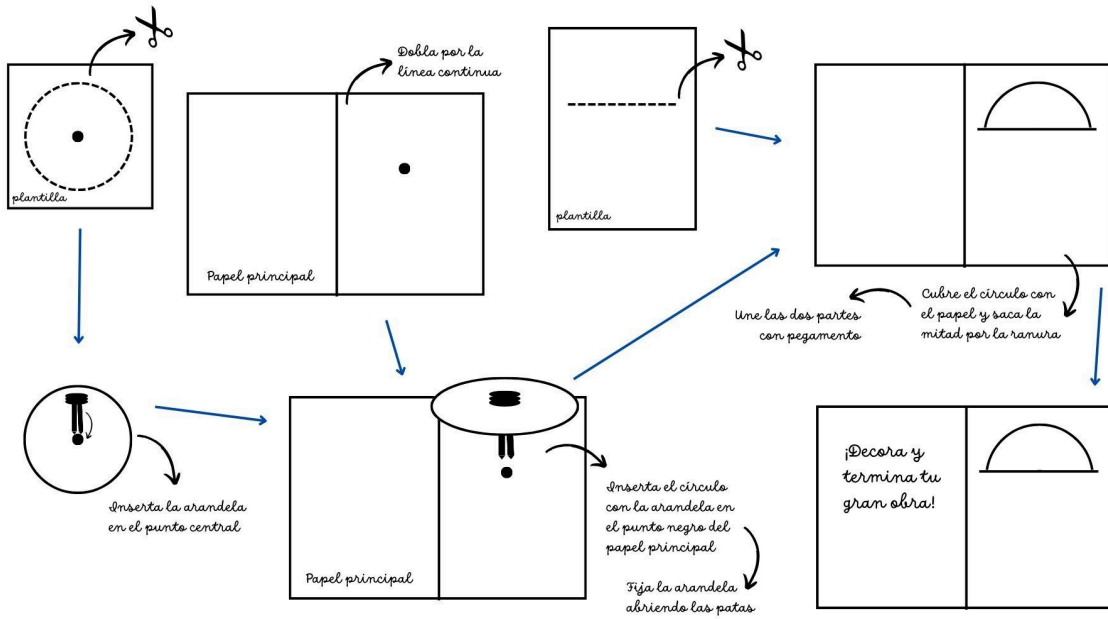 Dobla por la
línea continua
plantilla
Papel principal
plantilla
Cubre el círculo con
el papel y saca la
mitad por la ranura
Une las dos partes
con pegamento
Inserta la arandela
en el punto central
Papel principal
Inserta el círculo
con la arandela en
el punto negro del
papel principal
Fija la arandela
abriendo las patas
¡Decora y
termina tu
gran obra!